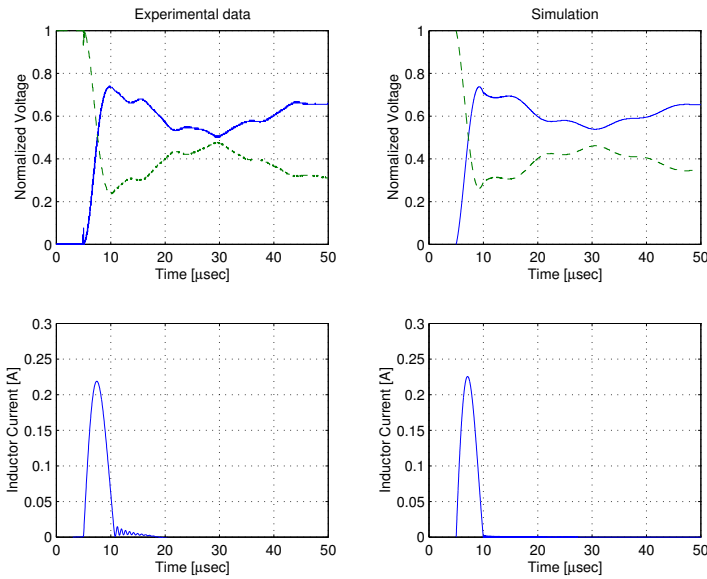 Experimental data
1
0.8
0.6
0.4
0.2
0
Normalized Voltage
0 10 20 30 40 50
Time [μsec]
Simulation
1
0.8
0.6
0.4
0.2
0
Normalized Voltage
0 10 20 30 40 50
Time [μsec]
0.3
0.25
0.2
0.15
0.1
0.05
0
Inductor Current [A]
0 10 20 30 40 50
Time [μsec]
0.3
0.25
0.2
0.15
0.1
0.05
0
Inductor Current [A]
0 10 20 30 40 50
Time [μsec]